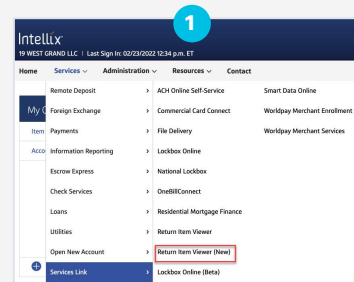 1
Intellix
19 WEST GRAND LLC | Last Sign In: 02/23/2022 12:34 p.m. ET
Home Services Administration Resources Contact
Remote Deposit > ACH Online Self-Service Smart Data Online
My
Foreign Exchange > Commercial Card Connect Worldpay Merchant Enrollment
Item
Payments > File Delivery Worldpay Merchant Services
Acco
Information Reporting > Lockbox Online
Escrow Express > National Lockbox
Check Services > OneBillConnect
Loans > Residential Mortgage Finance
Utilities > Return Item Viewer
Open New Account > Return Item Viewer (New)
Services Link > Lockbox Online (Beta)